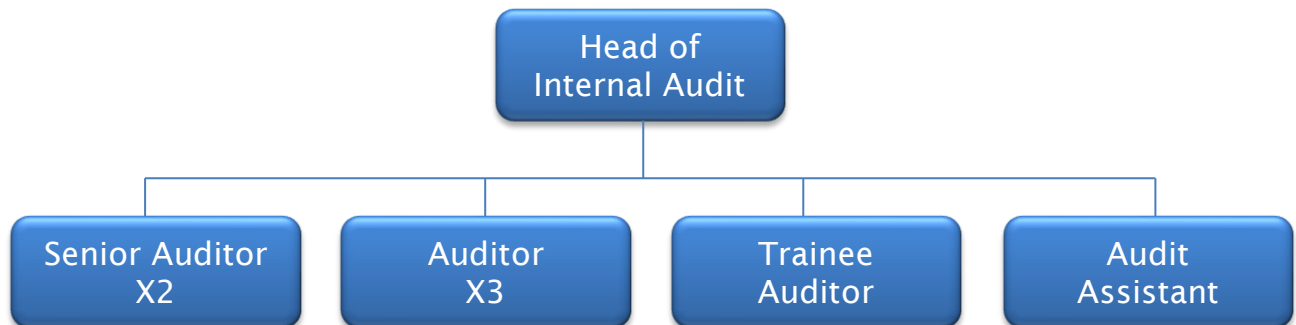 Head of
Internal Audit
Senior Auditor
X2
Auditor
X3
Trainee
Auditor
Audit
Assistant